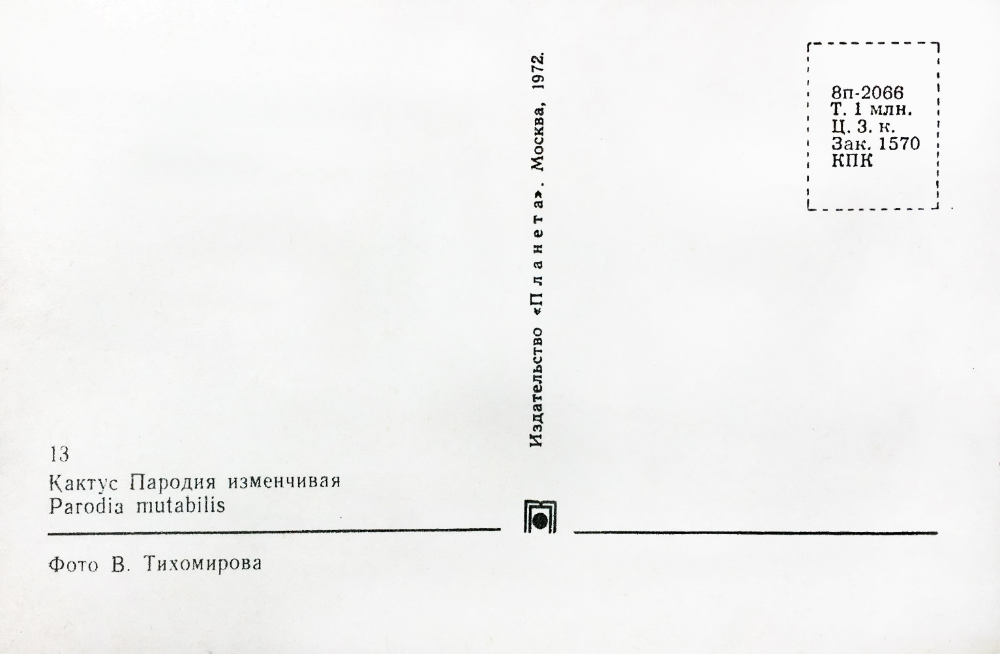 13
Кактус Пародия изменчивая
Parodia mutabilis
Фото В. Тихомирова
Издательство «Планета». Москва, 1972.
8п-2066
Т. 1 млн.
Ц. 3. к.
Зак. 1570
КПК